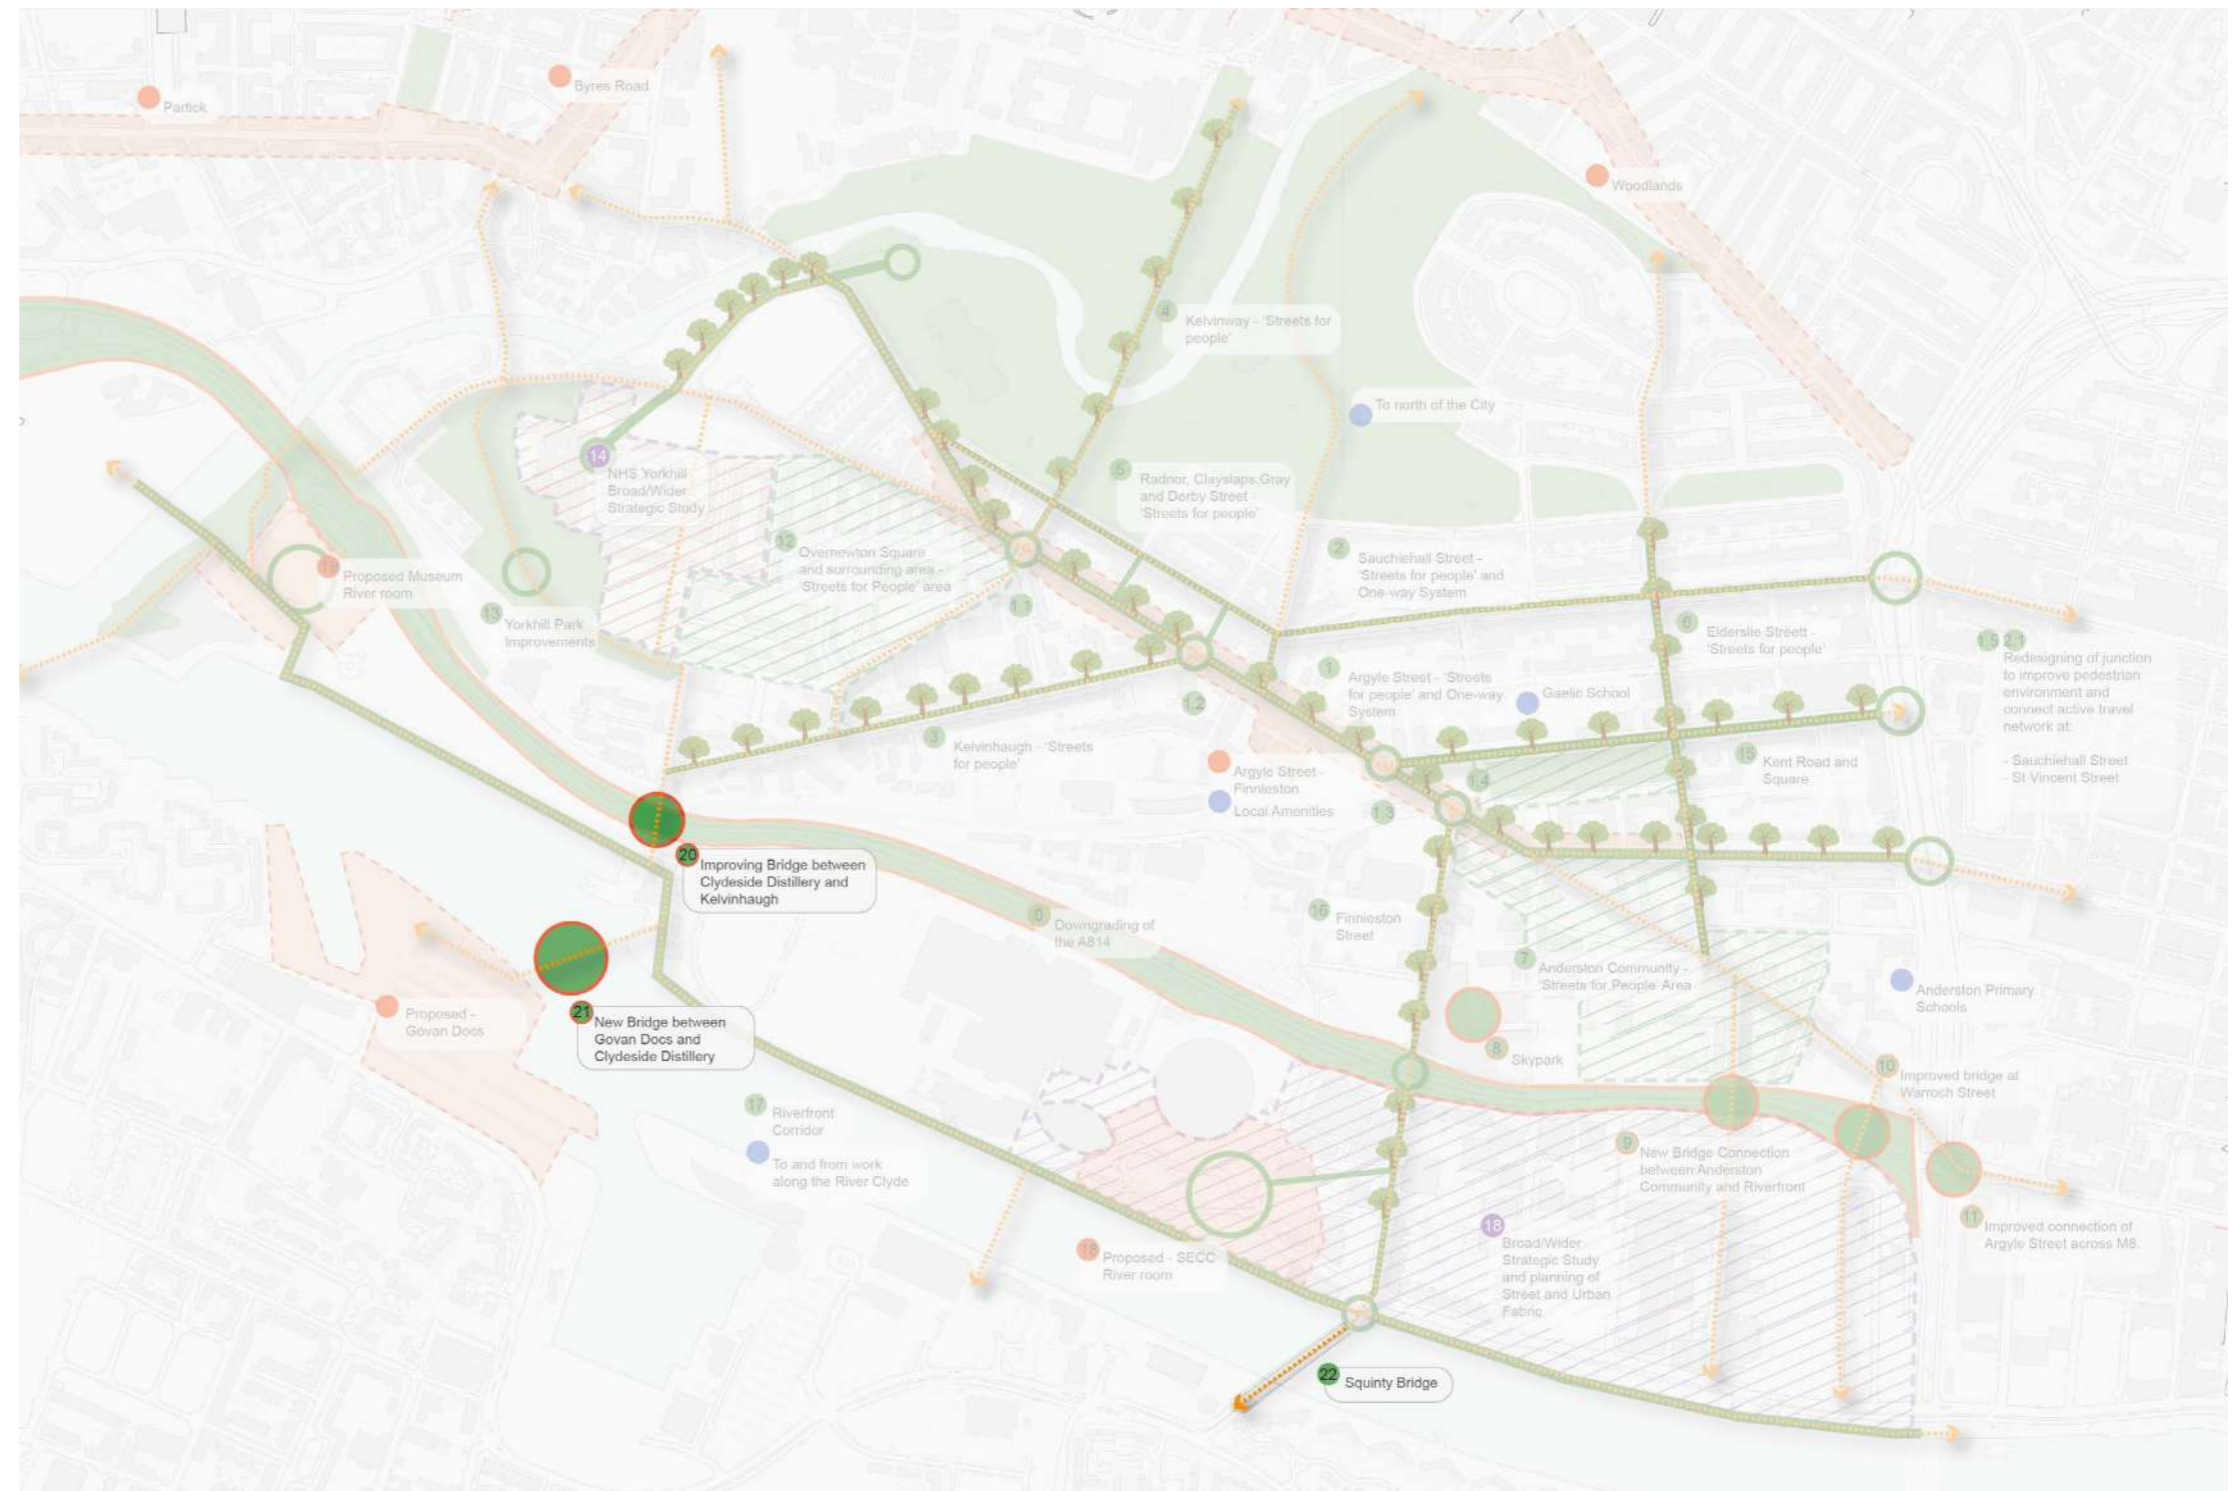 Byres Road
Partick
Woodlands
4
Kelvinway - 'Streets for
people'
To north of the City
14
NHS Yorkhill
Broad/Wider
Strategic Study
5
Radnor, Clayslaps,Gray
and Derby Street -
'Streets for people'
12
Overnewton Square
and surrounding area -
'Streets for People' area
2
Sauchiehall Street -
'Streets for people' and
One-way System
19
Proposed Museum
River room
13
Yorkhill Park
Improvements
1.1
6
Elderslie Streett -
'Streets for people'
1.5 2.1
Redesigning of junction
to improve pedestrian
environment and
connect active travel
network at:
- Sauchiehall Street
- St Vincent Street
1
Argyle Street - 'Streets
for people' and One-way
System
Gaelic School
1.2
3
Kelvinhaugh - 'Streets
for people'
15
Kent Road and
Square
Argyle Street -
Finnieston
Local Amenities
1.4
1.3
20
Improving Bridge between
Clydeside Distillery and
Kelvinhaugh
0
Downgrading of
the A814
16
Finnieston
Street
7
Anderston Community -
'Streets for People' Area
Anderston Primary
Schools
Proposed -
Govan Docs
21
New Bridge between
Govan Docs and
Clydeside Distillery
8
Skypark
10
Improved bridge at
Warroch Street
17
Riverfront
Corridor
To and from work
along the River Clyde
9
New Bridge Connection
between Anderston
Community and Riverfront
18
Proposed - SECC
River room
18
Broad/Wider
Strategic Study
and planning of
Street and Urban
Fabric
11
Improved connection of
Argyle Street across M8.
22
Squinty Bridge